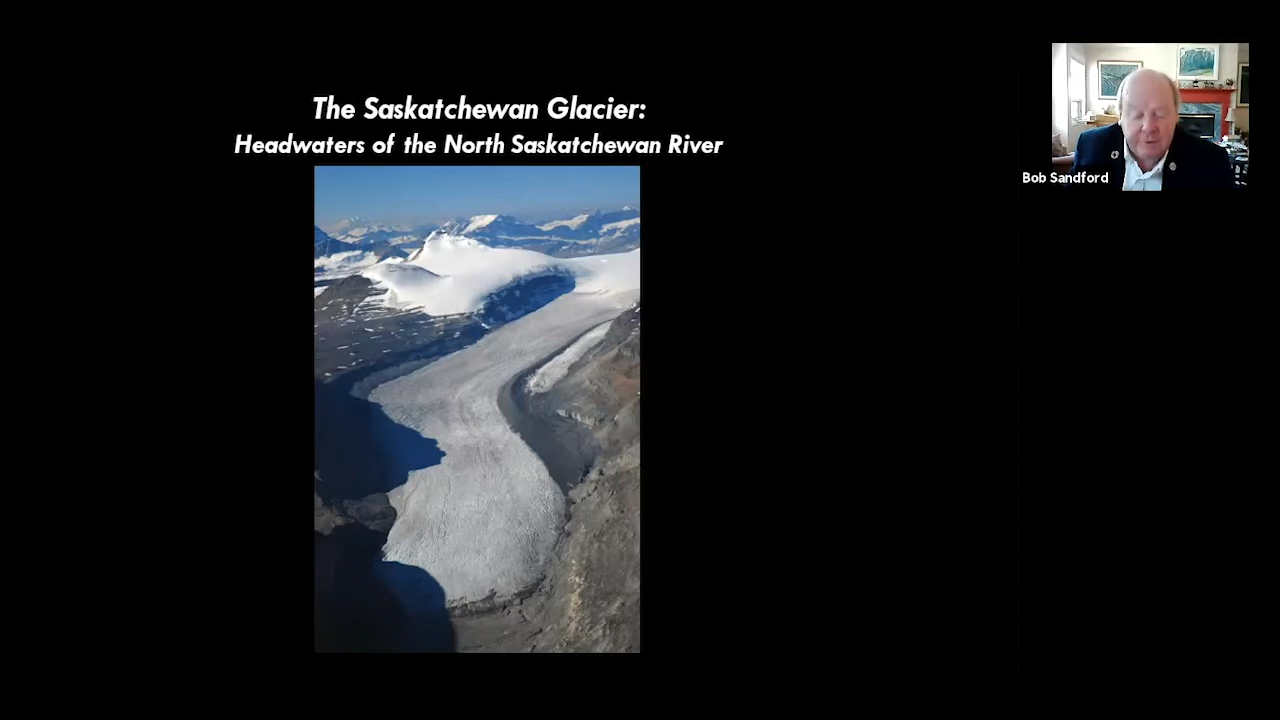 The Saskatchewan Glacier:
Headwaters of the North Saskatchewan River
Bob Sandford